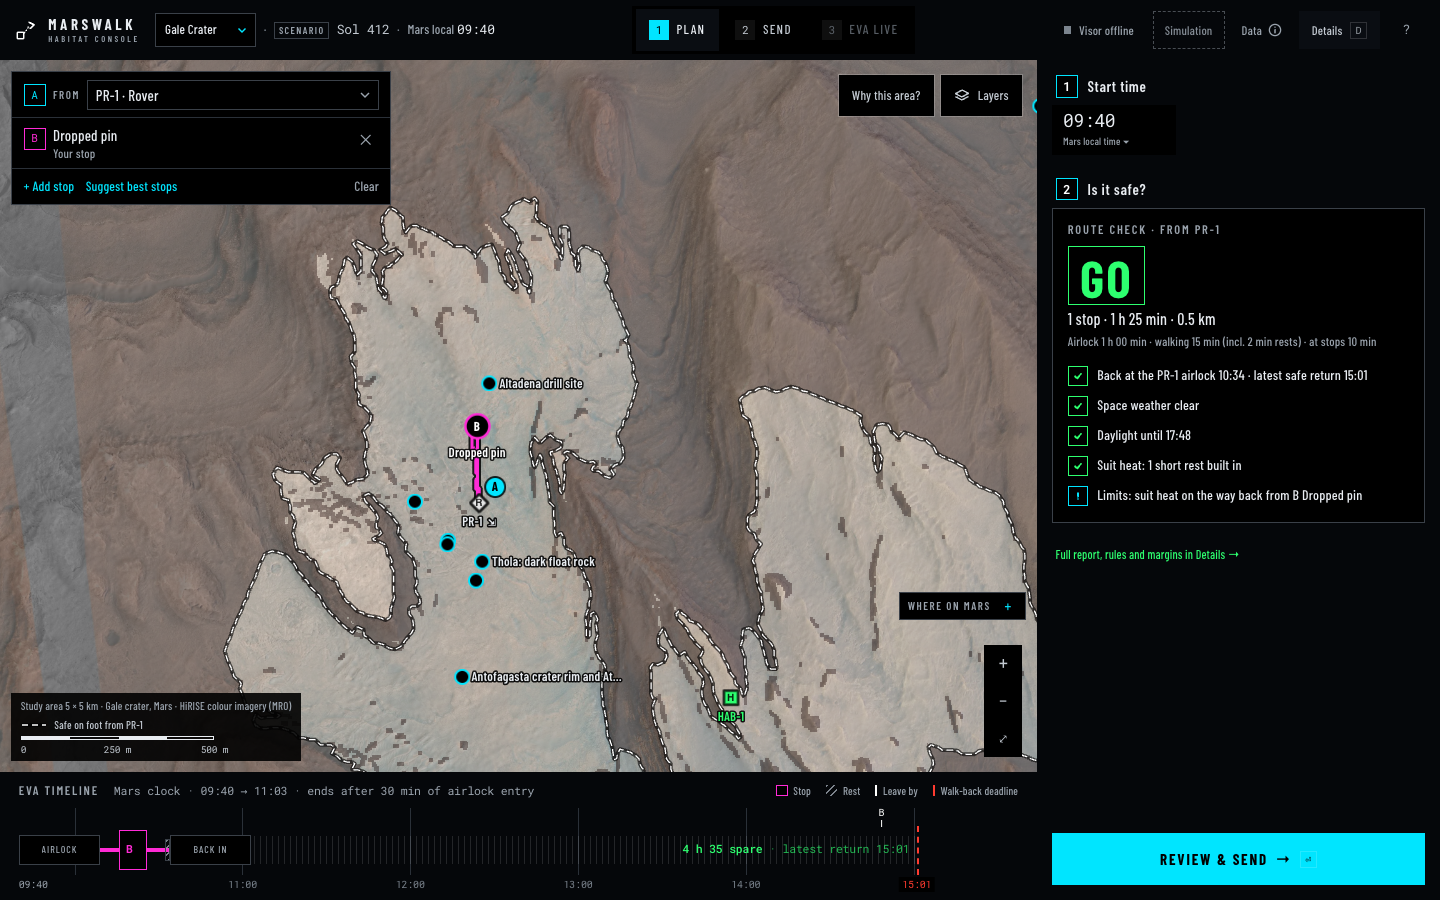 MARSWALK
HABITAT CONSOLE
Gale Crater
· SCENARIO Sol 412 · Mars local 09:40
1 PLAN
2 SEND
3 EVA LIVE
Visor offline
Simulation
Data
Details D
?
A FROM PR-1 · Rover
B Dropped pin
Your stop
+ Add stop Suggest best stops Clear
Why this area?
Layers
Altadena drill site
B
Dropped pin
A
PR-1
Thola: dark float rock
Antofagasta crater rim and At...
H
HAB-1
WHERE ON MARS +
+
−
Study area 5 × 5 km · Gale crater, Mars · HiRISE colour imagery (MRO)
Safe on foot from PR-1
0 250 m 500 m
1 Start time
09:40
Mars local time
2 Is it safe?
ROUTE CHECK · FROM PR-1
GO
1 stop · 1 h 25 min · 0.5 km
Airlock 1 h 00 min · walking 15 min (incl. 2 min rests) · at stops 10 min
Back at the PR-1 airlock 10:34 · latest safe return 15:01
Space weather clear
Daylight until 17:48
Suit heat: 1 short rest built in
! Limits: suit heat on the way back from B Dropped pin
Full report, rules and margins in Details →
REVIEW & SEND →
EVA TIMELINE Mars clock · 09:40 → 11:03 · ends after 30 min of airlock entry
Stop Rest Leave by Walk-back deadline
B
AIRLOCK B BACK IN 4 h 35 spare · latest return 15:01
09:40 11:00 12:00 13:00 14:00 15:01